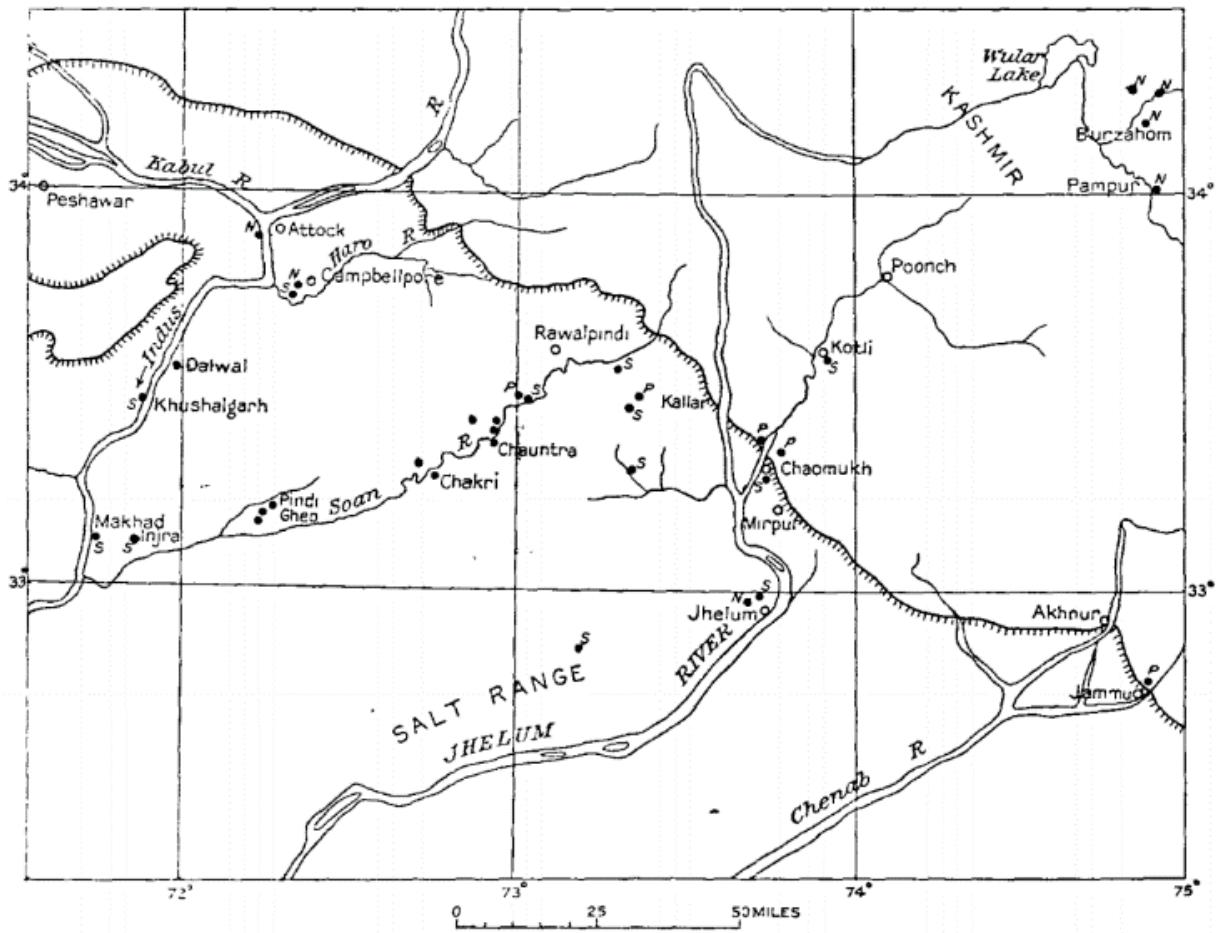 Wular
Lake
KASHMIR
N
N
N
Burzahom
Kabul R
R
34°
34°
Peshawar
Pampur
N
N
Attock
Haro R
N
Campbellpore
S
Poonch
Indus
Rawalpindi
Kotli
S
Dalwal
S
P
S
P
Kallar
S
S
Khushalgarh
P
P
R
Chauntra
S
Chaomukh
S
Chakri
Soan
Pindi
Gheb
Mirpur
Makhad
S
S
Injra
33
33°
N
S
Jhelum
Akhnur
S
RIVER
P
Jammu
SALT RANGE
JHELUM
Chenab R
72°
73°
74°
75°
0 25 50 MILES